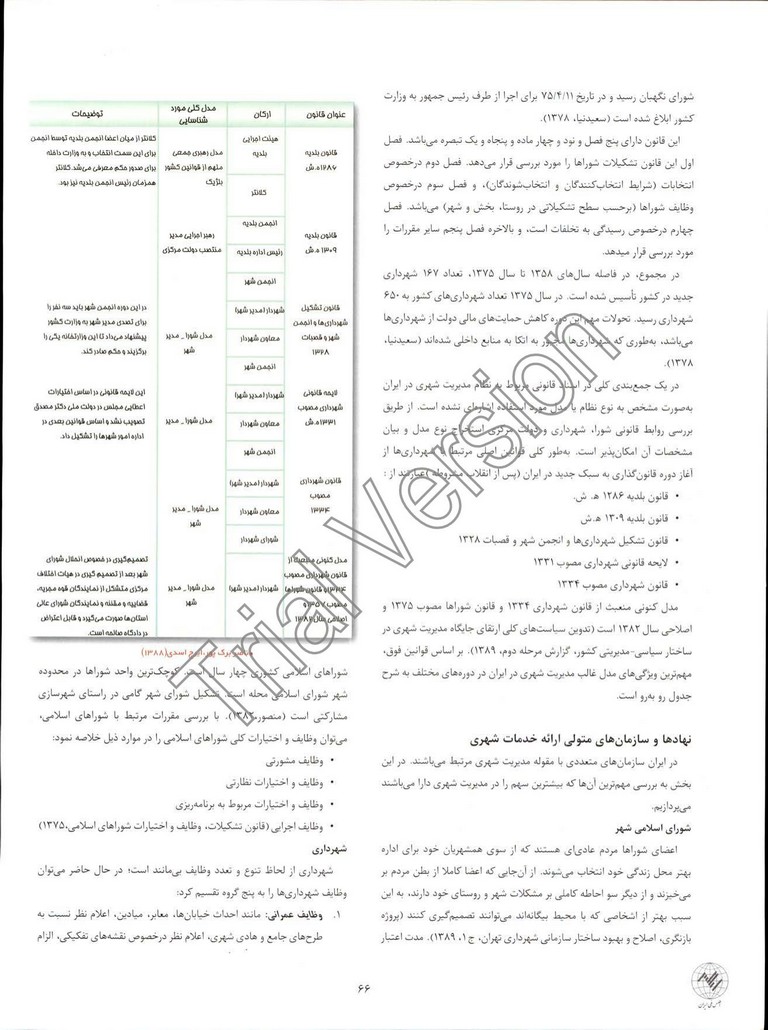 شورای نگهبان رسید و در تاریخ ۷۵/۴/۱۱ برای اجرا از طرف رئیس جمهور به وزارت
کشور ابلاغ شده است (سعیدنیا، ۱۳۷۸).
این قانون دارای پنج فصل و نود و چهار ماده و پنجاه و یک تبصره می‌باشد. فصل
اول این قانون تشکیلات شوراها را مورد بررسی قرار می‌دهد. فصل دوم درخصوص
انتخابات (شرایط انتخاب‌کنندگان و انتخاب‌شوندگان)، و فصل سوم درخصوص
وظایف شوراها (برحسب سطح تشکیلاتی در روستا، بخش و شهر) می‌باشد. فصل
چهارم درخصوص رسیدگی به تخلفات است، و بالاخره فصل پنجم سایر مقررات را
مورد بررسی قرار میدهد.
در مجموع، در فاصله سال‌های ۱۳۵۸ تا سال ۱۳۷۵، تعداد ۱۶۷ شهرداری
جدید در کشور تأسیس شده است. در سال ۱۳۷۵ تعداد شهرداری‌های کشور به ۶۵۰
شهرداری رسید. تحولات مهم این دوره کاهش حمایت‌های مالی دولت از شهرداری‌ها
می‌باشد، به‌طوری که شهرداری‌ها مجبور به اتکا به منابع داخلی شده‌اند (سعیدنیا،
۱۳۷۸).
در یک جمع‌بندی کلی در اسناد قانونی مربوط به نظام مدیریت شهری در ایران
به‌صورت مشخص به نوع نظام یا مدل مورد استفاده اشاره‌ای نشده است. از طریق
بررسی روابط قانونی شورا، شهرداری و دولت مرکزی استخراج نوع مدل و بیان
مشخصات آن امکان‌پذیر است. به‌طور کلی قوانین اصلی مرتبط با شهرداری‌ها از
آغاز دوره قانون‌گذاری به سبک جدید در ایران (پس از انقلاب مشروطه) عبارتند از :
• قانون بلدیه ۱۲۸۶ ه‍. ش.
• قانون بلدیه ۱۳۰۹ ه‍.ش
• قانون تشکیل شهرداری‌ها و انجمن شهر و قصبات ۱۳۲۸
• لایحه قانونی شهرداری مصوب ۱۳۳۱
• قانون شهرداری مصوب ۱۳۳۴
مدل کنونی منعبث از قانون شهرداری ۱۳۳۴ و قانون شوراها مصوب ۱۳۷۵ و
اصلاحی سال ۱۳۸۲ است (تدوین سیاست‌های کلی ارتقای جایگاه مدیریت شهری در
ساختار سیاسی-مدیریتی کشور، گزارش مرحله دوم، ۱۳۸۹). بر اساس قوانین فوق،
مهم‌ترین ویژگی‌های مدل غالب مدیریت شهری در ایران در دوره‌های مختلف به شرح
جدول رو به‌رو است.
نهادها و سازمان‌های متولی ارائه خدمات شهری
در ایران سازمان‌های متعددی با مقوله مدیریت شهری مرتبط می‌باشند. در این
بخش به بررسی مهم‌ترین آن‌ها که بیشترین سهم را در مدیریت شهری دارا می‌باشند
می‌پردازیم.
شورای اسلامی شهر
اعضای شوراها مردم عادی‌ای هستند که از سوی همشهریان خود برای اداره
بهتر محل زندگی خود انتخاب می‌شوند. از آن‌جایی که اعضا کاملا از بطن مردم بر
می‌خیزند و از دیگر سو احاطه کاملی بر مشکلات شهر و روستای خود دارند، به این
سبب بهتر از اشخاصی که با محیط بیگانه‌اند می‌توانند تصمیم‌گیری کنند (پروژه
بازنگری، اصلاح و بهبود ساختار سازمانی شهرداری تهران، ج ۱، ۱۳۸۹). مدت اعتبار
عنوان قانون ارکان مدل کلی مورد شناسایی توضیحات
قانون بلدیه
۱۲۸۶ه‍.ش
هیئت اجرایی
بلدیه
کلانتر
مدل رهبری جمعی
ملهم از قوانین کشور
بلژیک
کلانتر از میان اعضا انجمن بلدیه توسط انجمن
برای این سمت انتخاب و به وزارت داخله
برای صدور حکم معرفی می‌شد. کلانتر
همزمان رئیس انجمن بلدیه نیز بود.
قانون بلدیه
۱۳۰۹ ه‍.ش
انجمن بلدیه
رئیس اداره بلدیه
رهبر اجرایی مدیر
منتصب دولت مرکزی
قانون تشکیل
شهرداری‌ها و انجمن
شهر و قصبات
۱۳۲۸
انجمن شهر
شهردار (مدیر شهر)
معاون شهردار
مدل شورا _ مدیر
شهر
در این دوره انجمن شهر باید سه نفر را
برای تصدی مدیر شهر به وزارت کشور
پیشنهاد می‌داد تا این وزارتخانه یکی را
برگزیند و حکم صادر کند.
لایحه قانونی
شهرداری مصوب
۱۳۳۱ه‍.ش
انجمن شهر
شهردار (مدیر شهر)
معاون شهردار
مدل شورا _ مدیر
شهر
این لایحه قانونی در اساس اختیارات
اعطایی مجلس در دولت ملی دکتر مصدق
تصویب نشد و اساس قوانین بعدی در
اداره امور شهرها را تشکیل داد.
قانون شهرداری
مصوب
۱۳۳۴
انجمن شهر
شهردار (مدیر شهر)
معاون شهردار
مدل شورا _ مدیر
شهر
مدل کنونی منبعث از
قانون شهرداری مصوب
۱۳۳۴ و قانون شوراها
مصوب ۱۳۵۷ و
اصلاحی سال ۱۳۸۲
شورای شهردار
شهردار (مدیر شهر)
مدل شورا _ مدیر
شهر
تصمیم‌گیری در خصوص انحلال شورای
شهر بعد از تصمیم گیری در هیات اختلاف
مرکزی متشکل از نمایندگان قوه مجریه،
قضاییه و مقننه و نمایندگان شورای عالی
استان‌ها صورت می‌گیرد و قابل اعتراض
در دادگاه صالحه است.
ایرج اسدی (۱۳۸۸)
شوراهای اسلامی کشوری چهار سال است. کوچک‌ترین واحد شوراها در محدوده
شهر شورای اسلامی محله است. تشکیل شورای شهر گامی در راستای شهرسازی
مشارکتی است (منصور،۱۳۸۲). با بررسی مقررات مرتبط با شوراهای اسلامی،
می‌توان وظایف و اختیارات کلی شوراهای اسلامی را در موارد ذیل خلاصه نمود:
• وظایف مشورتی
• وظایف و اختیارات نظارتی
• وظایف و اختیارات مربوط به برنامه‌ریزی
• وظایف اجرایی (قانون تشکیلات، وظایف و اختیارات شوراهای اسلامی،۱۳۷۵)
شهرداری
شهرداری از لحاظ تنوع و تعدد وظایف بی‌مانند است؛ در حال حاضر می‌توان
وظایف شهرداری‌ها را به پنج گروه تقسیم کرد:
۱. وظایف عمرانی: مانند احداث خیابان‌ها، معابر، میادین، اعلام نظر نسبت به
طرح‌های جامع و هادی شهری، اعلام نظر درخصوص نقشه‌های تفکیکی، الزام
۶۶
Trial Version